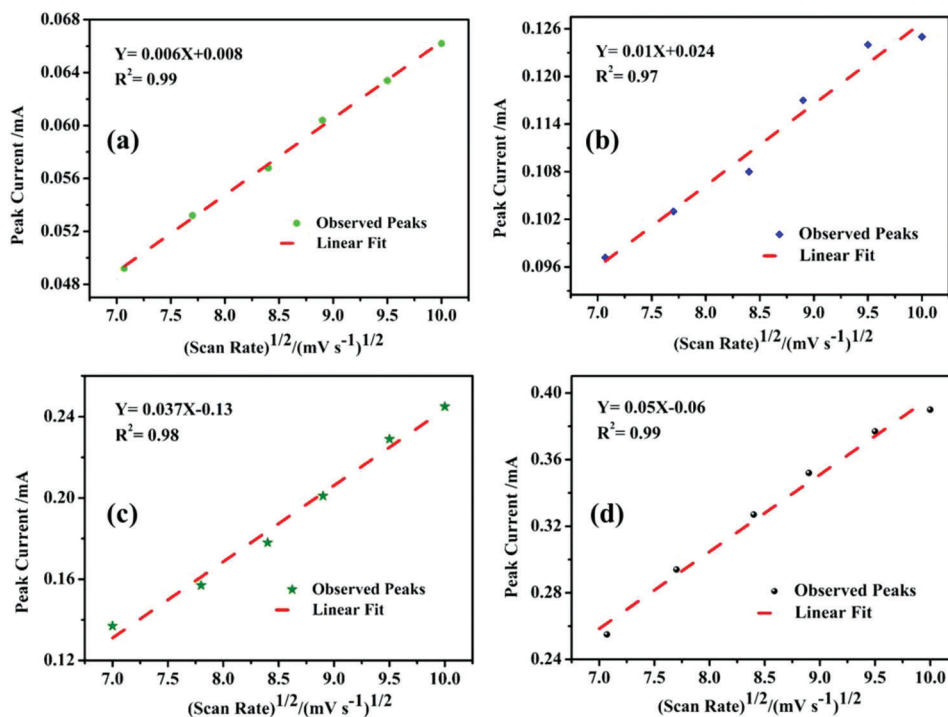 0.068
0.064
0.060
0.056
0.052
0.048
Peak Current /mA
Y= 0.006X+0.008
R²= 0.99
(a)
Observed Peaks
Linear Fit
7.0 7.5 8.0 8.5 9.0 9.5 10.0
(Scan Rate)^1/2/(mV s⁻¹)^1/2
0.126
0.120
0.114
0.108
0.102
0.096
Peak Current /mA
Y= 0.01X+0.024
R²= 0.97
(b)
Observed Peaks
Linear Fit
7.0 7.5 8.0 8.5 9.0 9.5 10.0
(Scan Rate)^1/2/(mV s⁻¹)^1/2
0.24
0.20
0.16
0.12
Peak Current /mA
Y= 0.037X−0.13
R²= 0.98
(c)
Observed Peaks
Linear Fit
7.0 7.5 8.0 8.5 9.0 9.5 10.0
(Scan Rate)^1/2/(mV s⁻¹)^1/2
0.40
0.36
0.32
0.28
0.24
Peak Current /mA
Y= 0.05X−0.06
R²= 0.99
(d)
Observed Peaks
Linear Fit
7.0 7.5 8.0 8.5 9.0 9.5 10.0
(Scan Rate)^1/2/(mV s⁻¹)^1/2